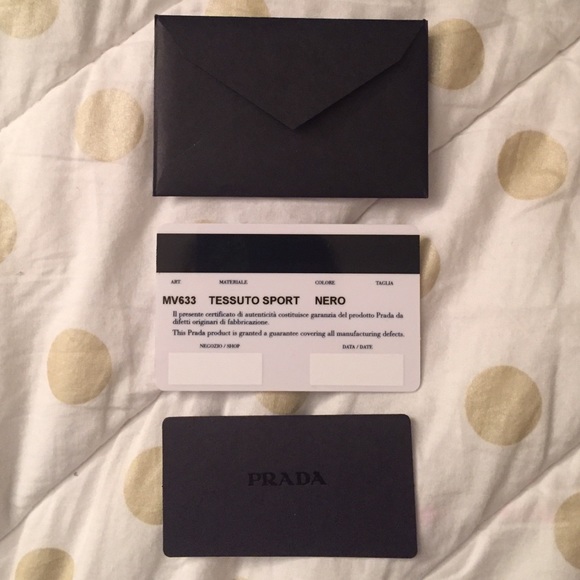 ART MATERIALE COLORE TAGLIA
MV633 TESSUTO SPORT NERO
Il presente certificato di autenticità costituisce garanzia del prodotto Prada da
difetti originari di fabbricazione.
This Prada product is granted a guarantee covering all manufacturing defects.
NEGOZIO / SHOP DATA / DATE
PRADA